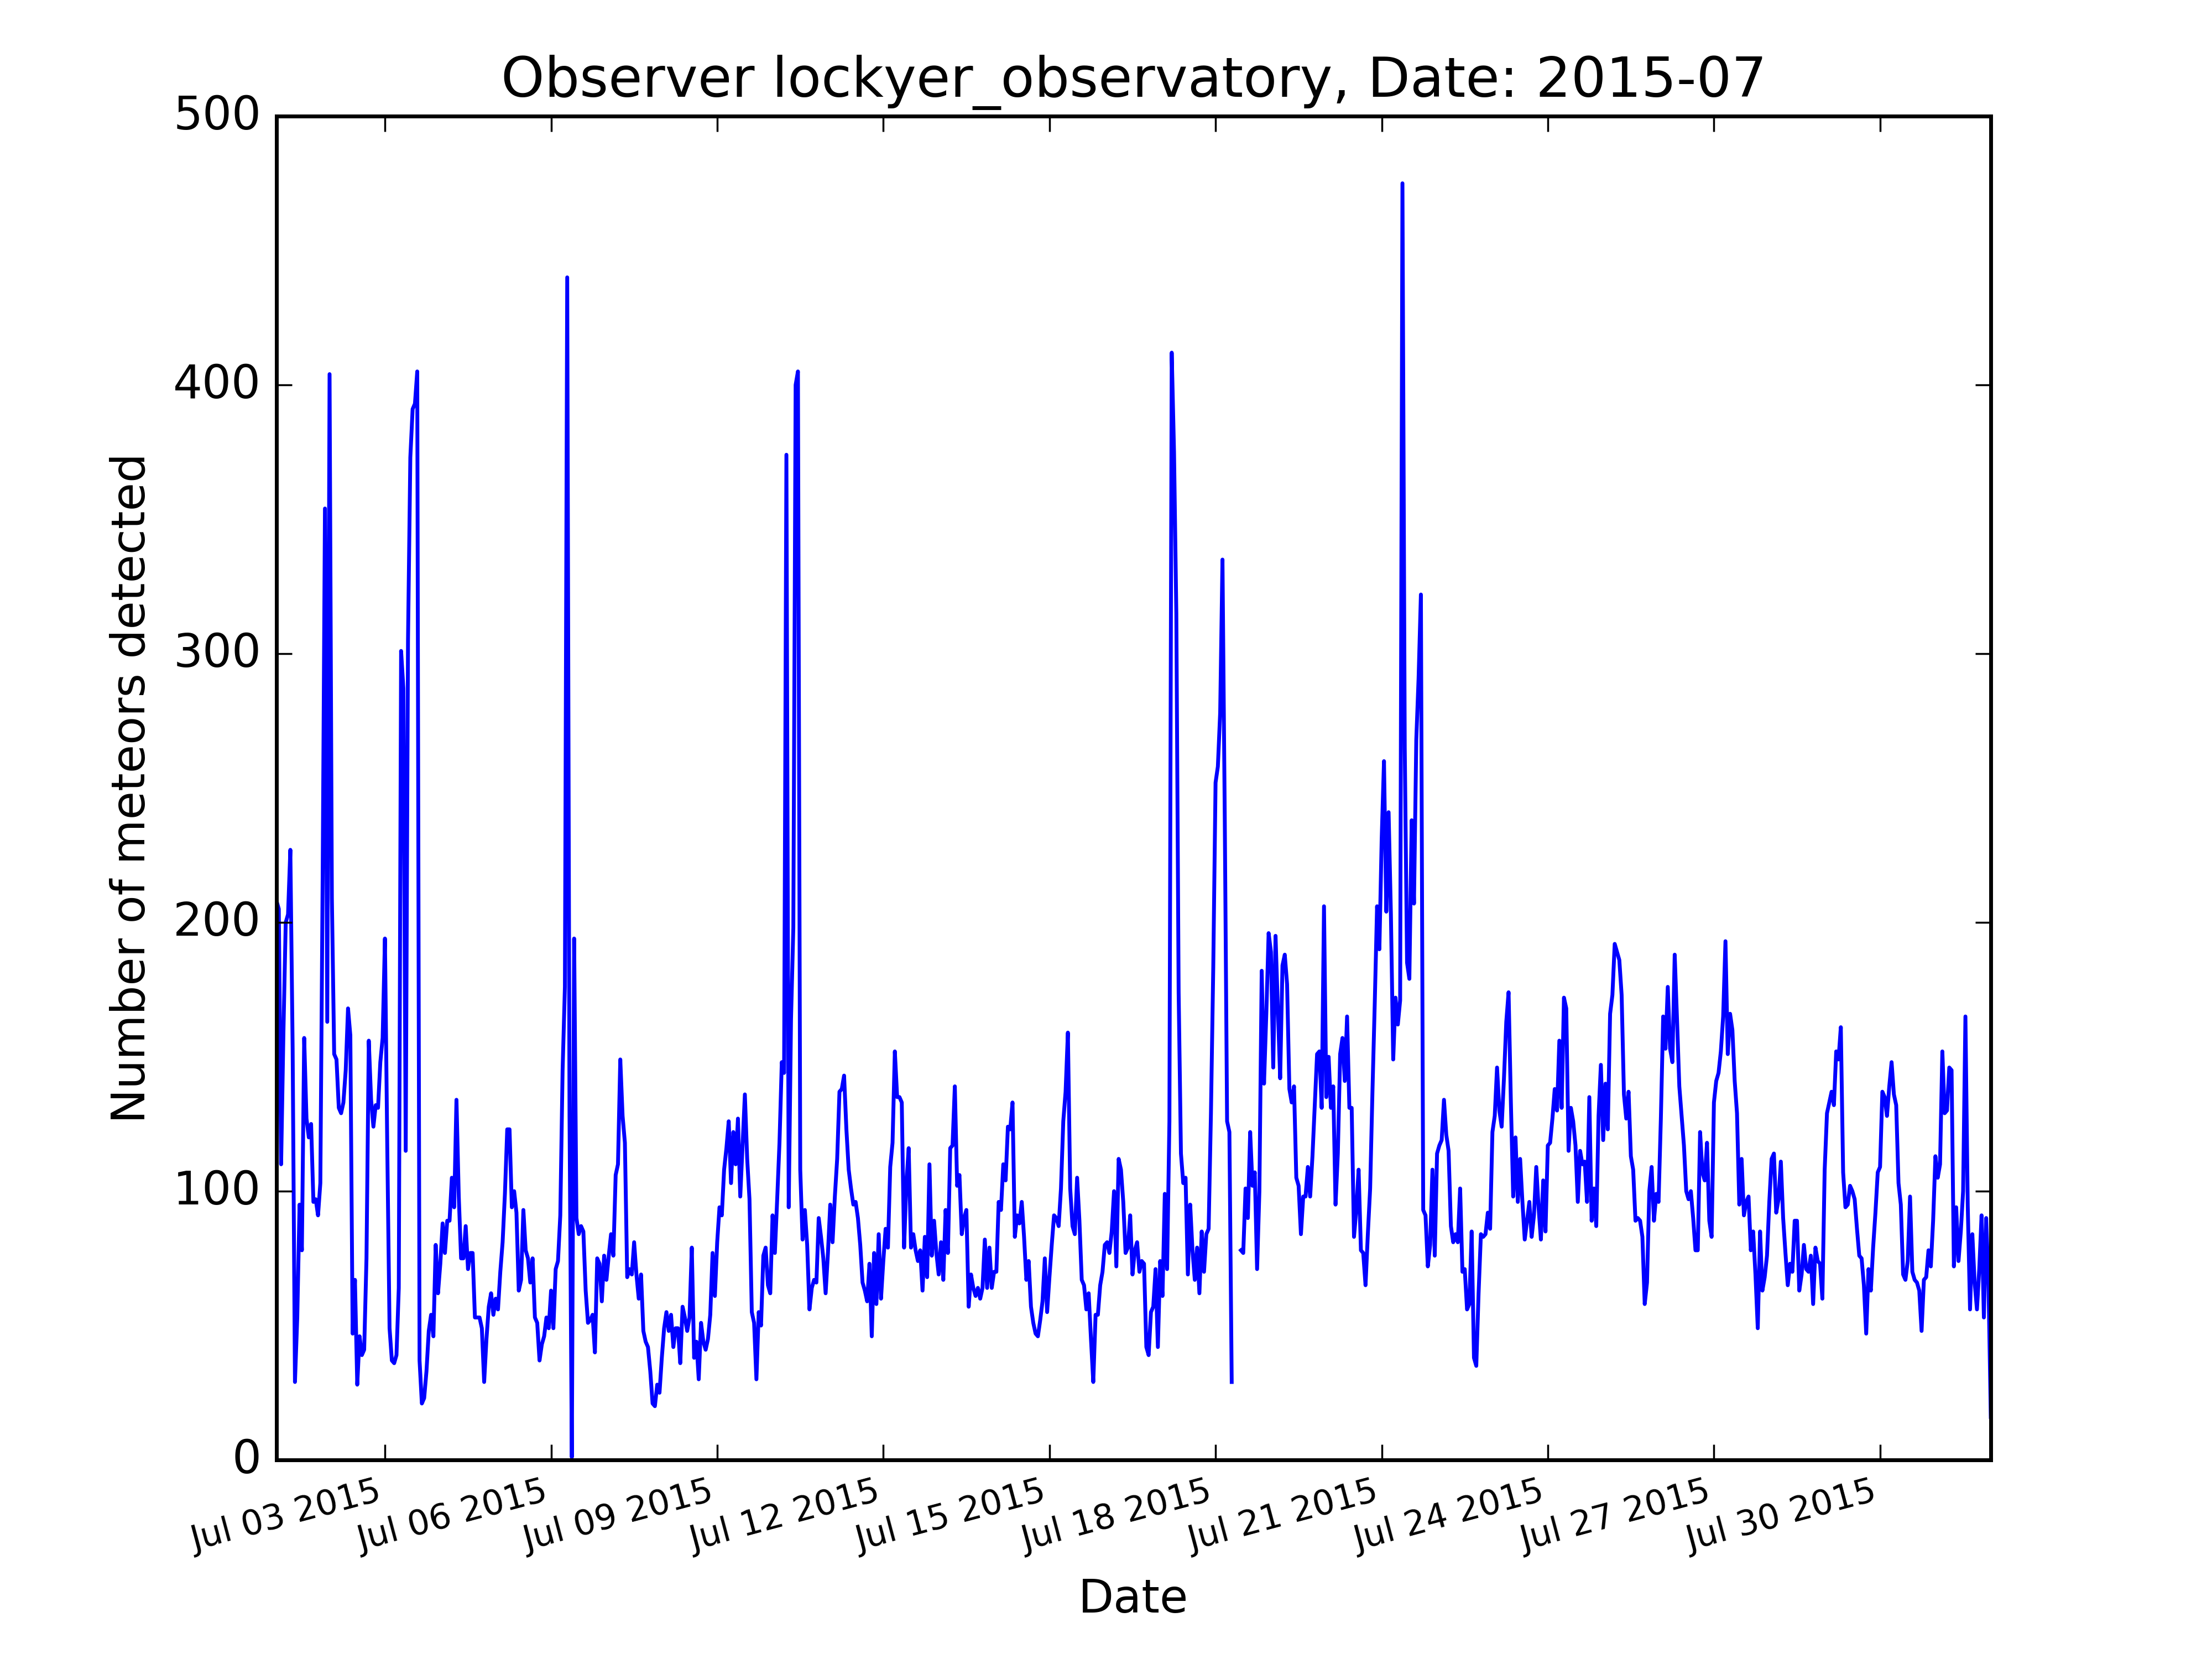 Observer lockyer_observatory, Date: 2015-07
500
400
300
200
100
0
Number of meteors detected
Jul 03 2015
Jul 06 2015
Jul 09 2015
Jul 12 2015
Jul 15 2015
Jul 18 2015
Jul 21 2015
Jul 24 2015
Jul 27 2015
Jul 30 2015
Date